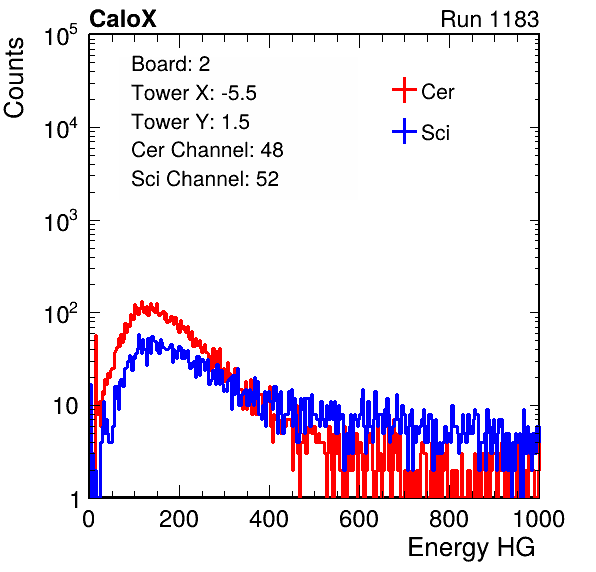 CaloX Run 1183
Counts
10^5
10^4
10^3
10^2
10
1
Board: 2
Tower X: -5.5
Tower Y: 1.5
Cer Channel: 48
Sci Channel: 52
Cer
Sci
0 200 400 600 800 1000
Energy HG